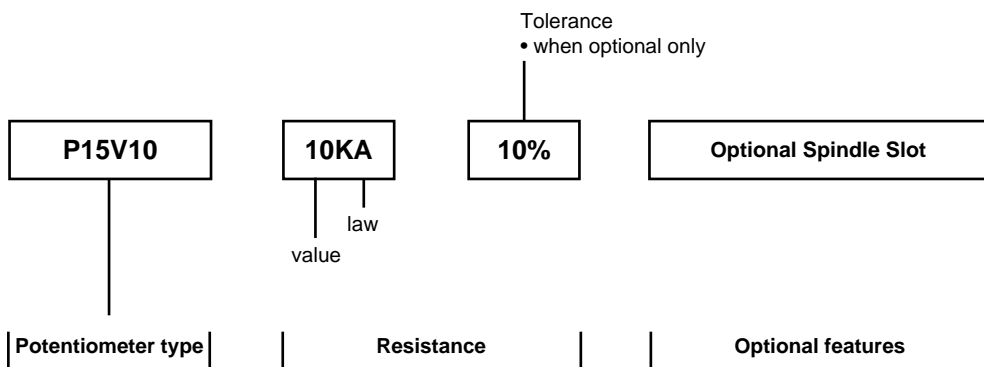 Tolerance
• when optional only
P15V10
10KA
10%
Optional Spindle Slot
law
value
Potentiometer type
Resistance
Optional features